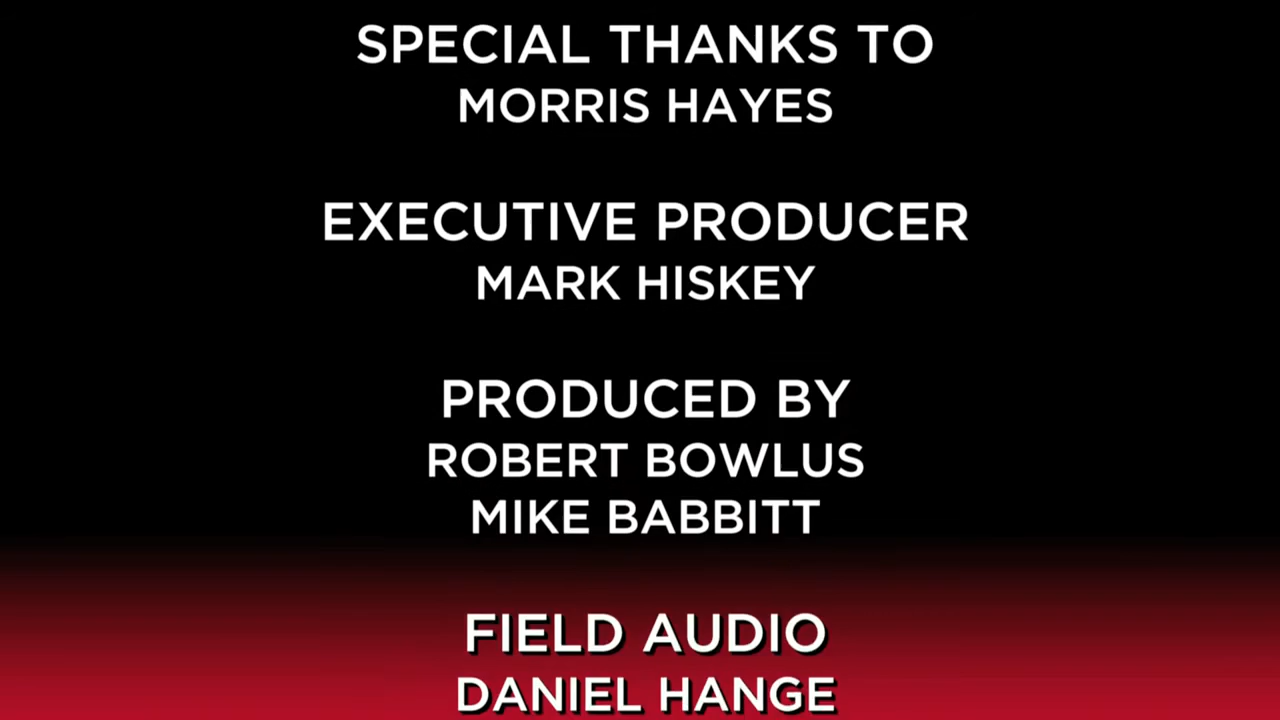 SPECIAL THANKS TO
MORRIS HAYES
EXECUTIVE PRODUCER
MARK HISKEY
PRODUCED BY
ROBERT BOWLUS
MIKE BABBITT
FIELD AUDIO
DANIEL HANGE